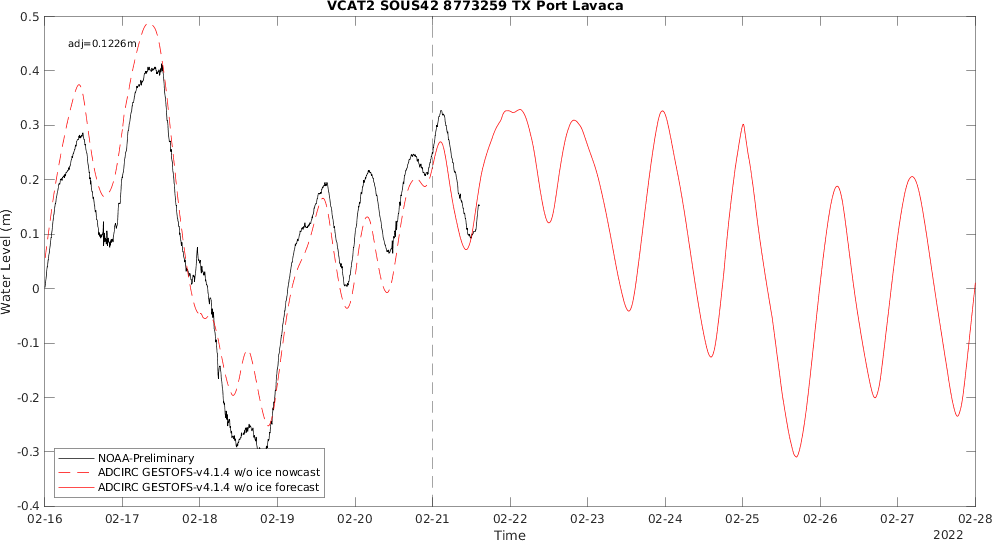 VCAT2 SOUS42 8773259 TX Port Lavaca
adj=0.1226m
0.5
0.4
0.3
0.2
0.1
0
-0.1
-0.2
-0.3
-0.4
Water Level (m)
NOAA-Preliminary
ADCIRC GESTOFS-v4.1.4 w/o ice nowcast
ADCIRC GESTOFS-v4.1.4 w/o ice forecast
02-16 02-17 02-18 02-19 02-20 02-21 02-22 02-23 02-24 02-25 02-26 02-27 02-28
Time
2022